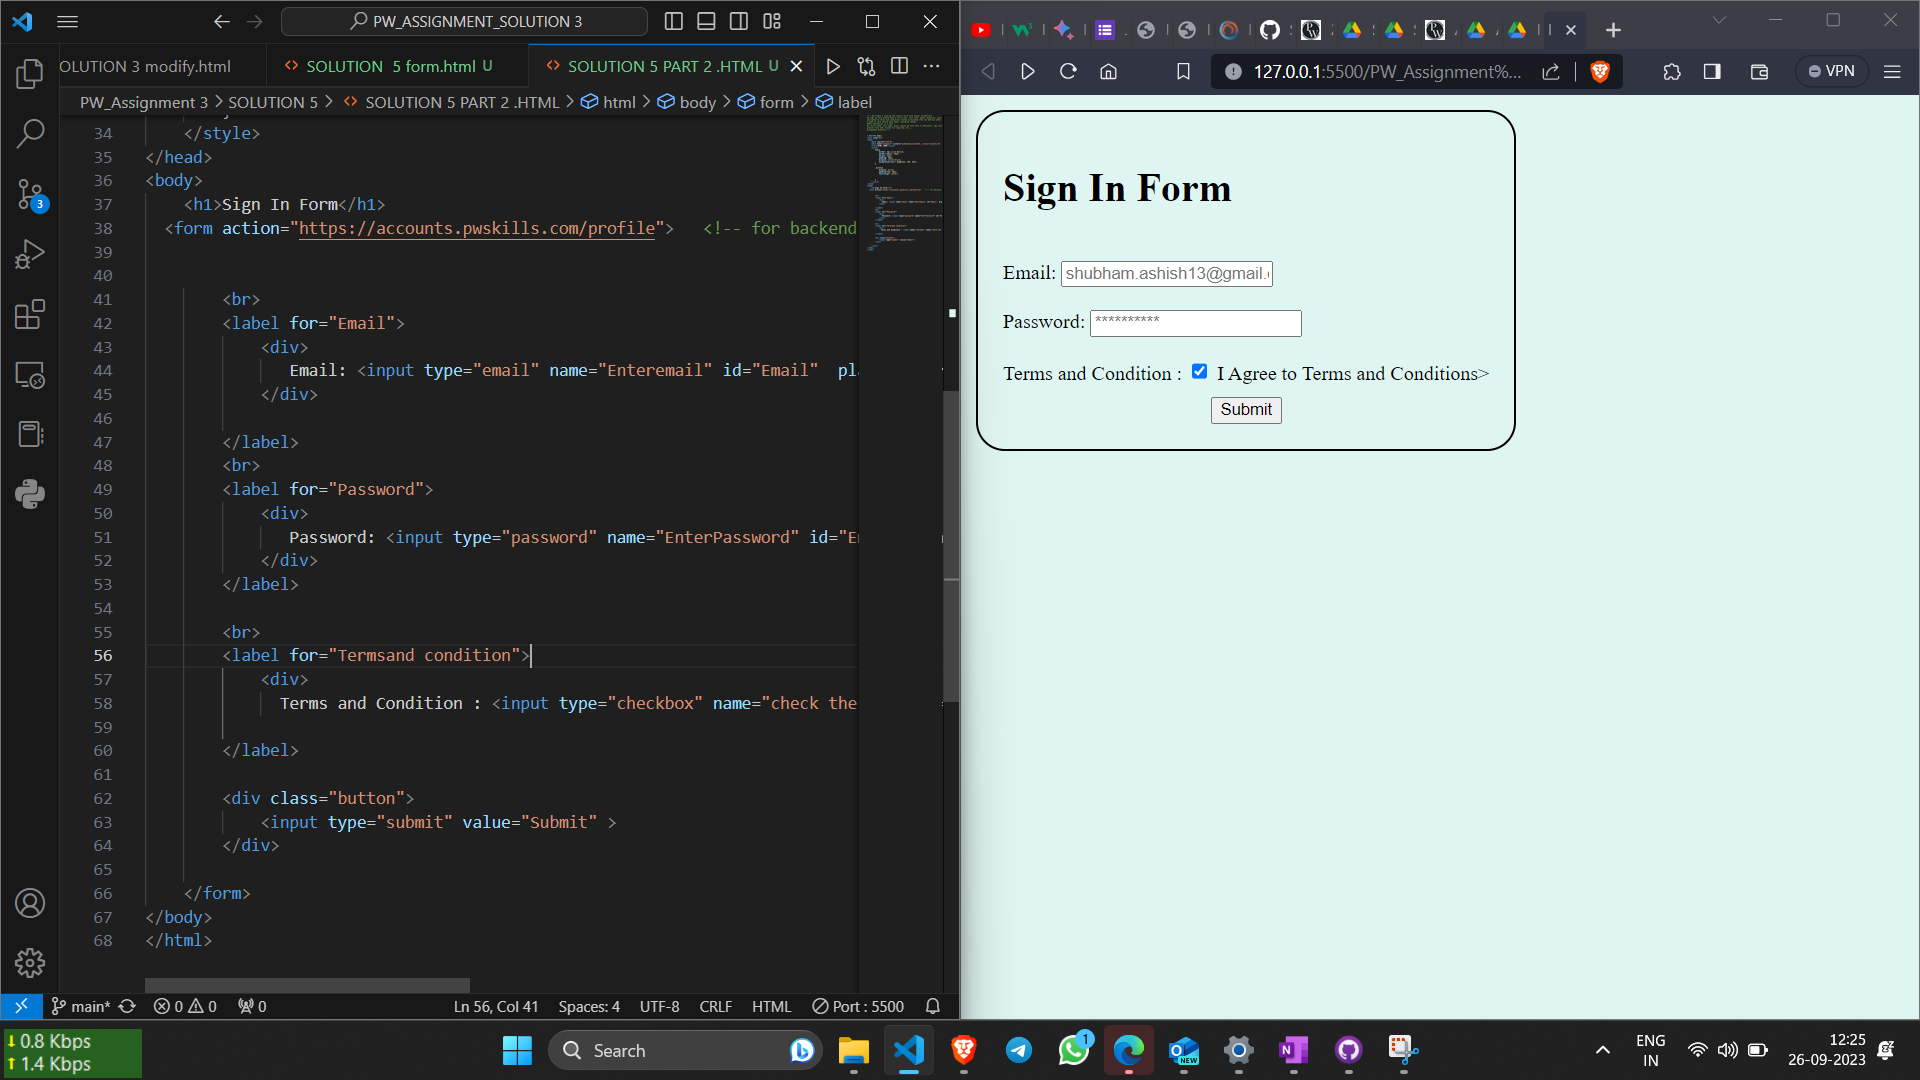 PW_ASSIGNMENT_SOLUTION 3
OLUTION 3 modify.html
SOLUTION 5 form.html U
SOLUTION 5 PART 2 .HTML U
PW_Assignment 3 > SOLUTION 5 > SOLUTION 5 PART 2 .HTML > html > body > form > label
34 </style>
35 </head>
36 <body>
37 <h1>Sign In Form</h1>
38 <form action="https://accounts.pwskills.com/profile"> <!-- for backend
39
40
41 <br>
42 <label for="Email">
43 <div>
44 Email: <input type="email" name="Enteremail" id="Email" pl
45 </div>
46
47 </label>
48 <br>
49 <label for="Password">
50 <div>
51 Password: <input type="password" name="EnterPassword" id="E
52 </div>
53 </label>
54
55 <br>
56 <label for="Termsand condition">
57 <div>
58 Terms and Condition : <input type="checkbox" name="check the
59
60 </label>
61
62 <div class="button">
63 <input type="submit" value="Submit" >
64 </div>
65
66 </form>
67 </body>
68 </html>
3
main* 0 0 0
Ln 56, Col 41 Spaces: 4 UTF-8 CRLF HTML Port : 5500
127.0.0.1:5500/PW_Assignment%...
VPN
Sign In Form
Email: shubham.ashish13@gmail.
Password: **********
Terms and Condition : I Agree to Terms and Conditions>
Submit
0.8 Kbps
1.4 Kbps
Search
1
NEW
ENG
IN
12:25
26-09-2023